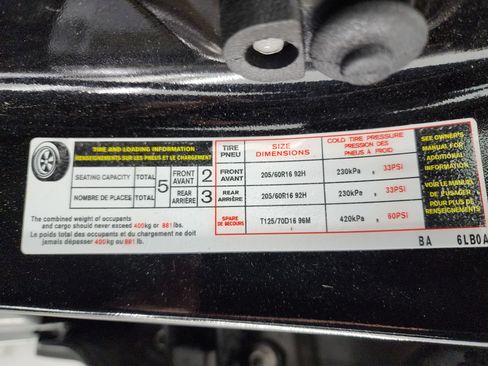 TIRE AND LOADING INFORMATION
RENSEIGNEMENTS SUR LES PNEUS ET LE CHARGEMENT
SEATING CAPACITY TOTAL 5 FRONT AVANT 2
NOMBRE DE PLACES TOTAL REAR ARRIÈRE 3
The combined weight of occupants
and cargo should never exceed 400kg or 881 lbs.
Le poids total des occupants et du chargement ne doit
jamais dépasser 400kg ou 881 lb.
TIRE PNEU SIZE DIMENSIONS COLD TIRE PRESSURE PRESSION DES PNEUS À FROID
FRONT AVANT 205/60R16 92H 230kPa , 33PSI
REAR ARRIÈRE 205/60R16 92H 230kPa , 33PSI
SPARE DE SECOURS T125/70D16 96M 420kPa , 60PSI
SEE OWNER'S
MANUAL FOR
ADDITIONAL
INFORMATION
VOIR LE MANUEL
DE L'USAGER
POUR PLUS DE
RENSEIGNEMENTS
BA 6LB0A